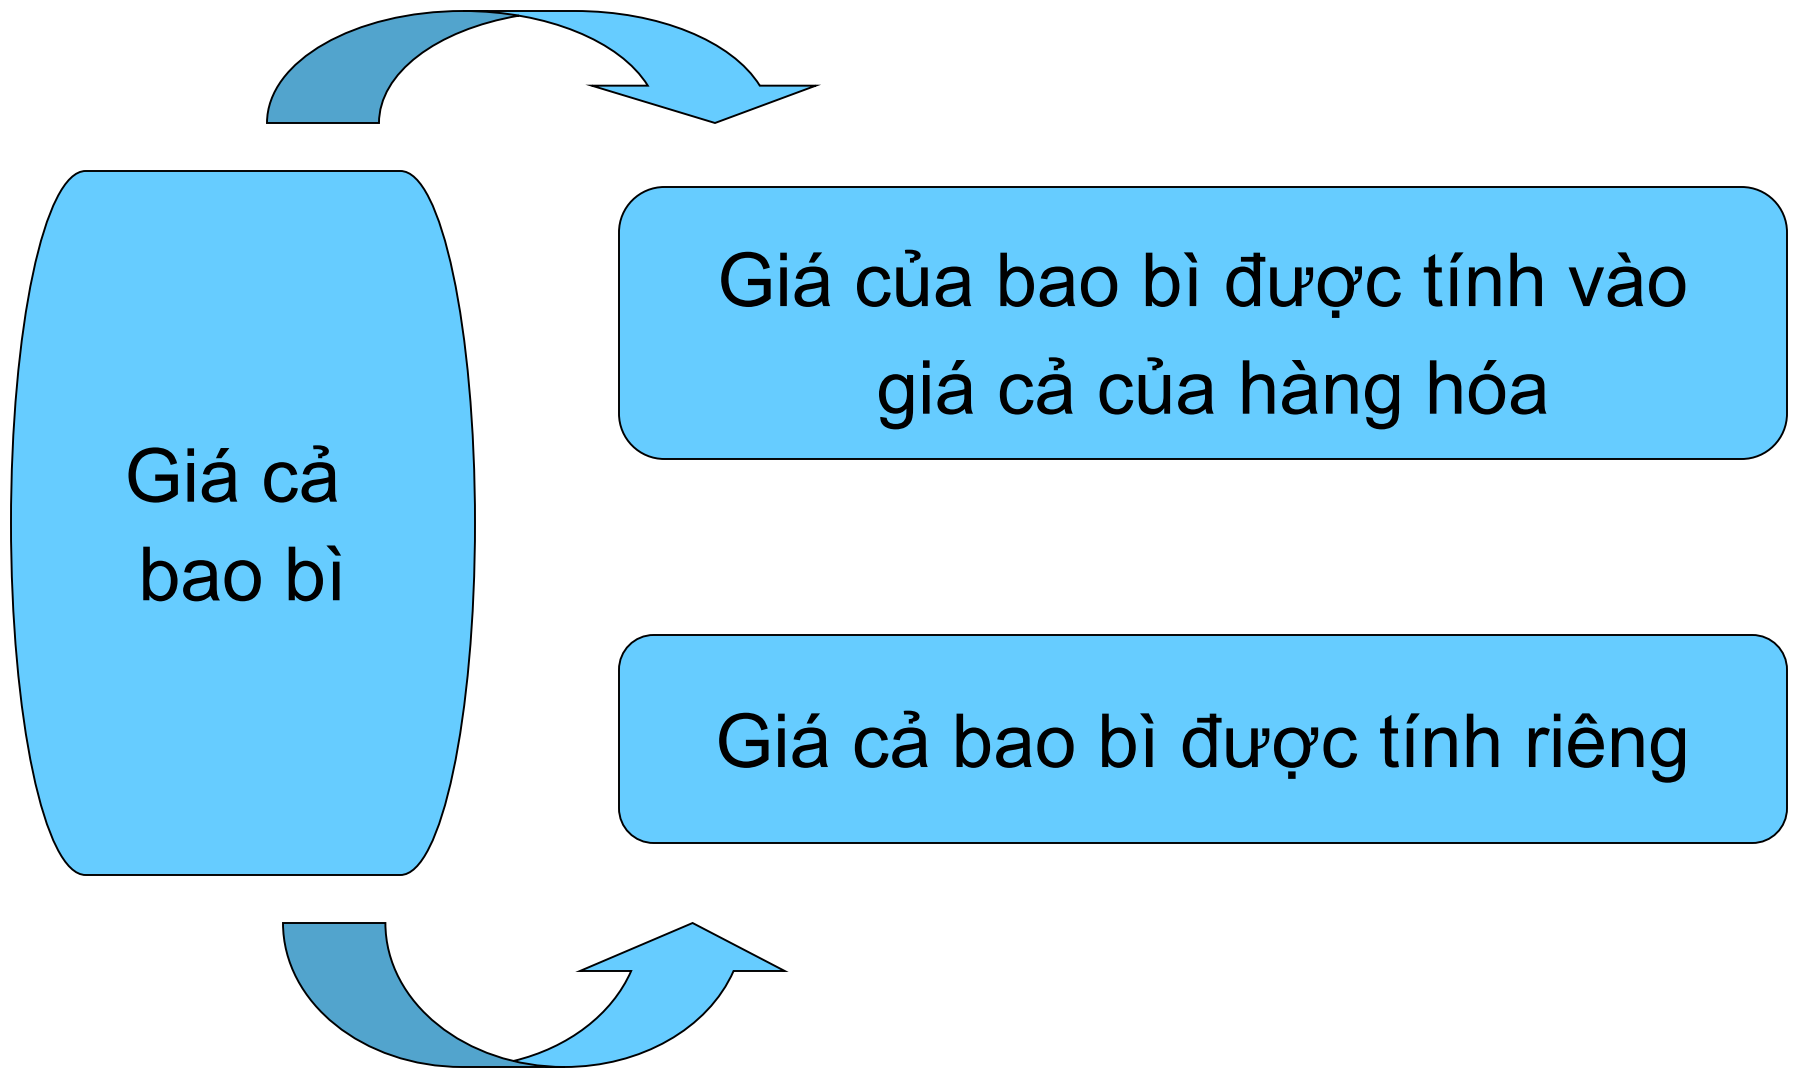 Giá cả
bao bì
Giá của bao bì được tính vào
giá cả của hàng hóa
Giá cả bao bì được tính riêng